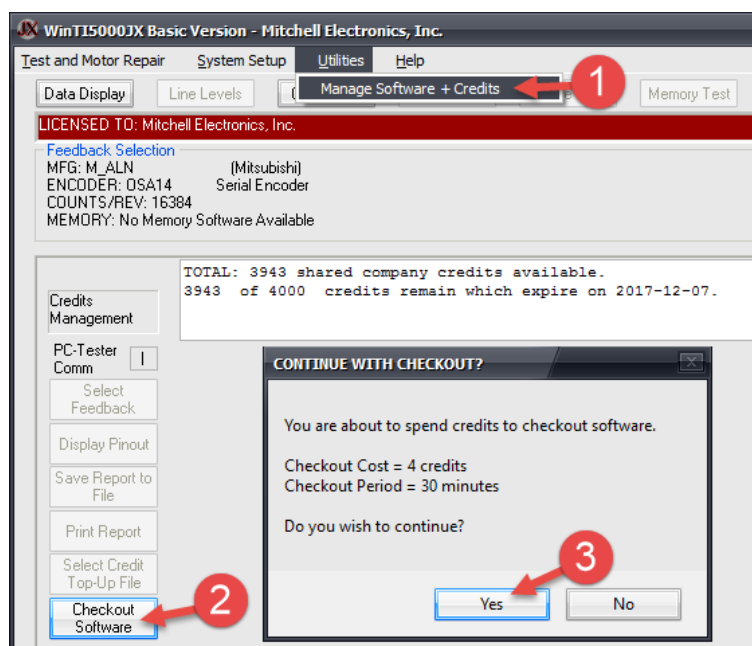 WinTI5000JX Basic Version - Mitchell Electronics, Inc.
Test and Motor Repair System Setup Utilities Help
Manage Software + Credits
1
Data Display Line Levels Memory Test
LICENSED TO: Mitchell Electronics, Inc.
Feedback Selection
MFG: M_ALN (Mitsubishi)
ENCODER: OSA14 Serial Encoder
COUNTS/REV: 16384
MEMORY: No Memory Software Available
TOTAL: 3943 shared company credits available.
3943 of 4000 credits remain which expire on 2017-12-07.
Credits
Management
PC-Tester
Comm |
Select
Feedback
Display Pinout
Save Report to
File
Print Report
Select Credit
Top-Up File
Checkout
Software
2
CONTINUE WITH CHECKOUT?
You are about to spend credits to checkout software.
Checkout Cost = 4 credits
Checkout Period = 30 minutes
Do you wish to continue?
3
Yes No